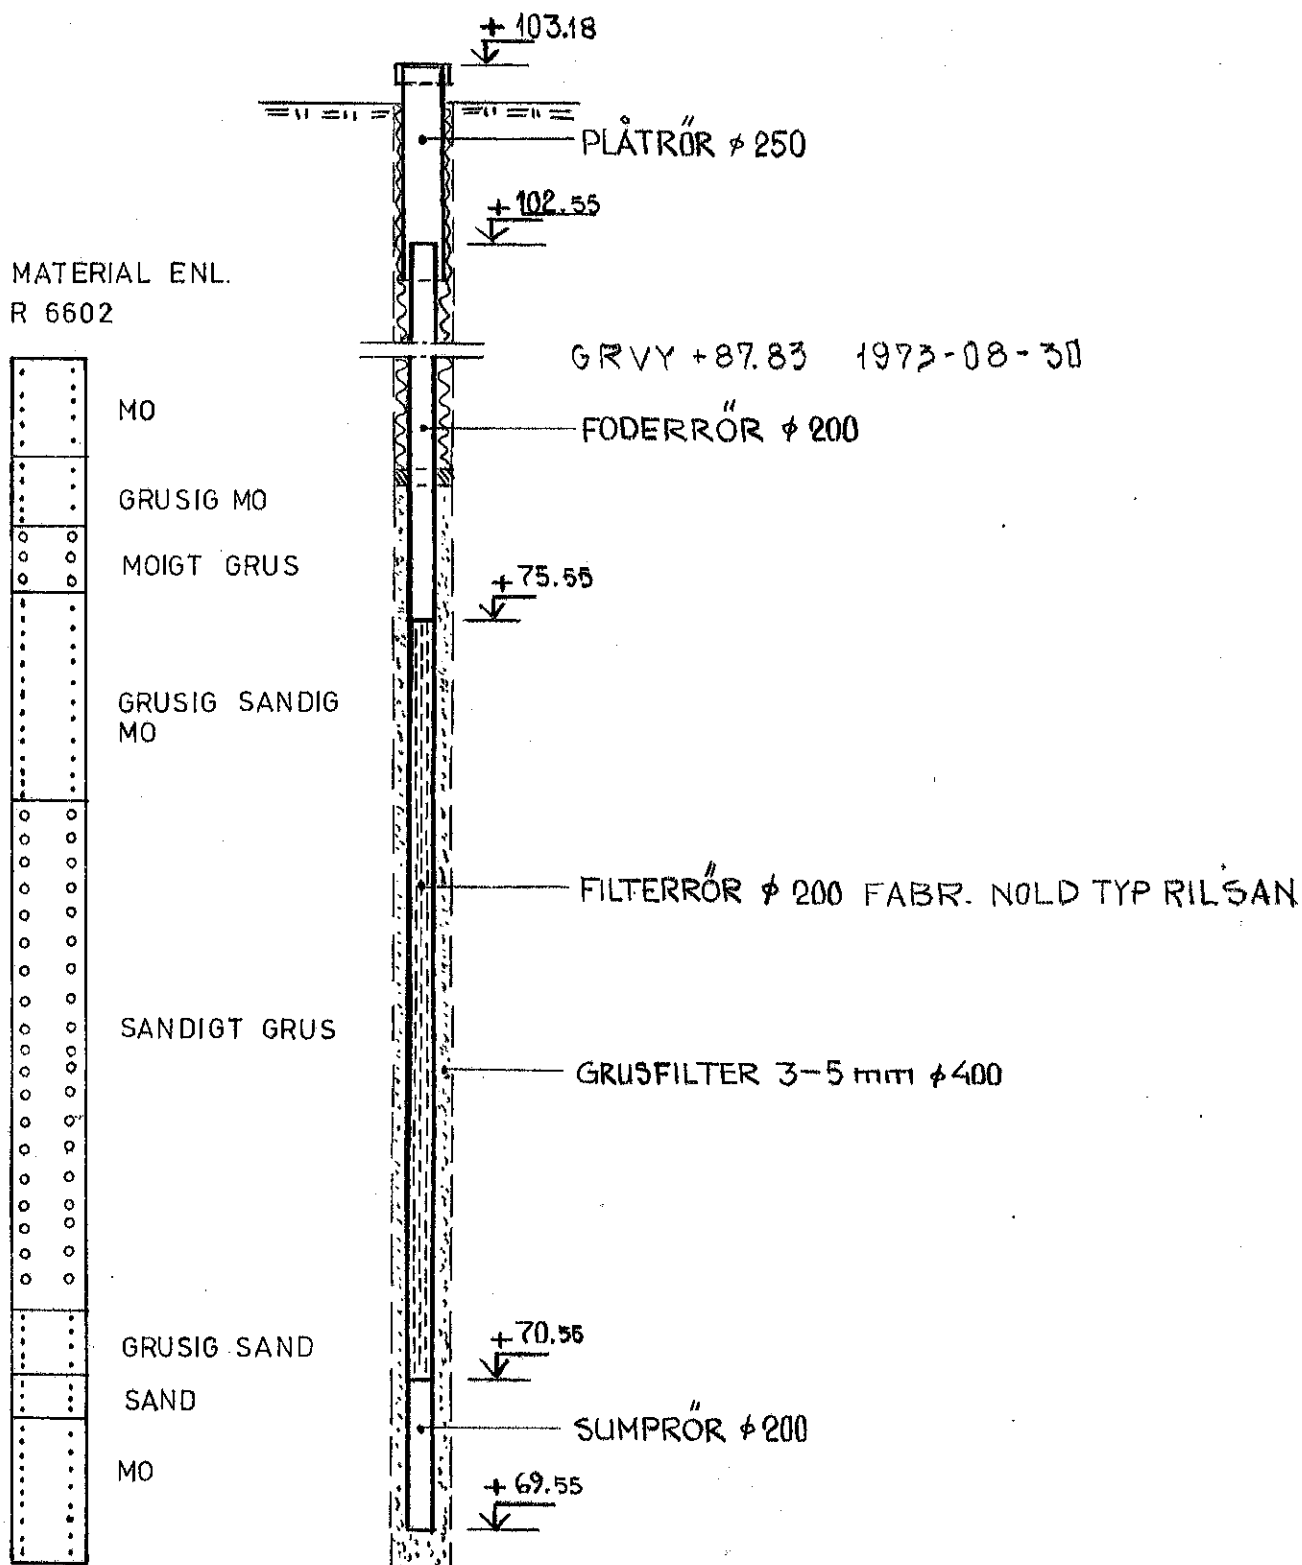 + 103.18
PLÅTRÖR ϕ 250
+ 102.55
MATERIAL ENL.
R 6602
GRVY +87.83 1973-08-30
MO
FODERRÖR ϕ 200
GRUSIG MO
MOIGT GRUS
+ 75.55
GRUSIG SANDIG
MO
FILTERRÖR ϕ 200 FABR. NOLD TYP RILSAN
SANDIGT GRUS
GRUSFILTER 3-5 mm ϕ 400
+ 70.55
GRUSIG SAND
SAND
SUMPRÖR ϕ 200
MO
+ 69.55